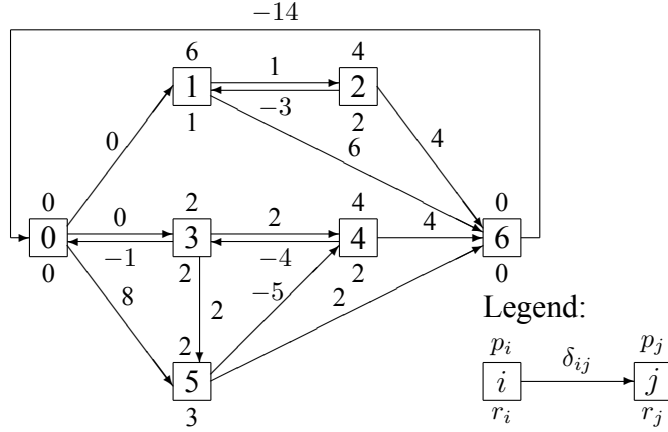 −14
6 4
1 1 2
−3
1 2
6
0 4
0 2 4 0
0 0 3 2 4 4 6
−1 −4
0 2 2 0
8 −5 2
2
Legend:
2
5
3
p_i p_j
i δ_ij j
r_i r_j